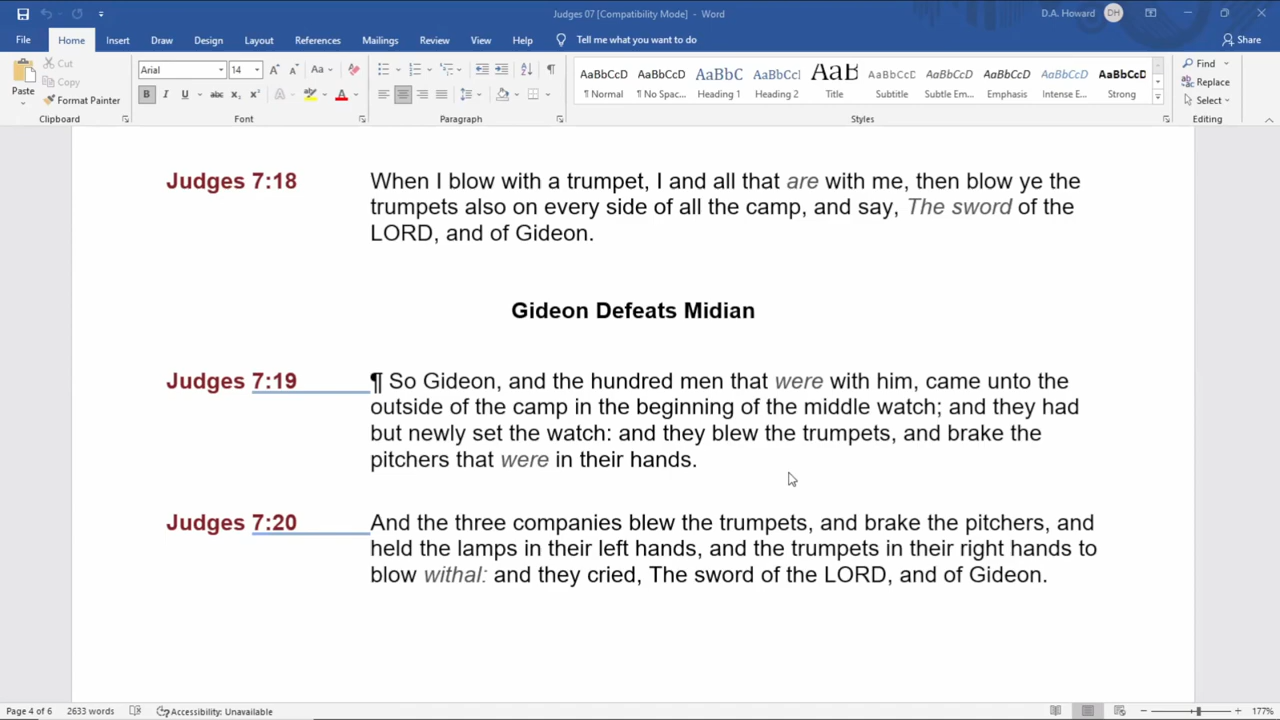 Judges 07 [Compatibility Mode] - Word
D.A. Howard DH
File Home Insert Draw Design Layout References Mailings Review View Help Tell me what you want to do Share
Cut
Copy
Paste
Format Painter
Clipboard
Arial 14
Font
Paragraph
AaBbCcD AaBbCcD AaBbC AaBbCcI AaB AaBbCcD AaBbCcD AaBbCcD AaBbCcD AaBbCcD
¶ Normal ¶ No Spac... Heading 1 Heading 2 Title Subtitle Subtle Em... Emphasis Intense E... Strong
Styles
Find
Replace
Select
Editing
Judges 7:18 When I blow with a trumpet, I and all that are with me, then blow ye the
trumpets also on every side of all the camp, and say, The sword of the
LORD, and of Gideon.
Gideon Defeats Midian
Judges 7:19 ¶ So Gideon, and the hundred men that were with him, came unto the
outside of the camp in the beginning of the middle watch; and they had
but newly set the watch: and they blew the trumpets, and brake the
pitchers that were in their hands.
Judges 7:20 And the three companies blew the trumpets, and brake the pitchers, and
held the lamps in their left hands, and the trumpets in their right hands to
blow withal: and they cried, The sword of the LORD, and of Gideon.
Page 4 of 6 2633 words Accessibility: Unavailable 177%